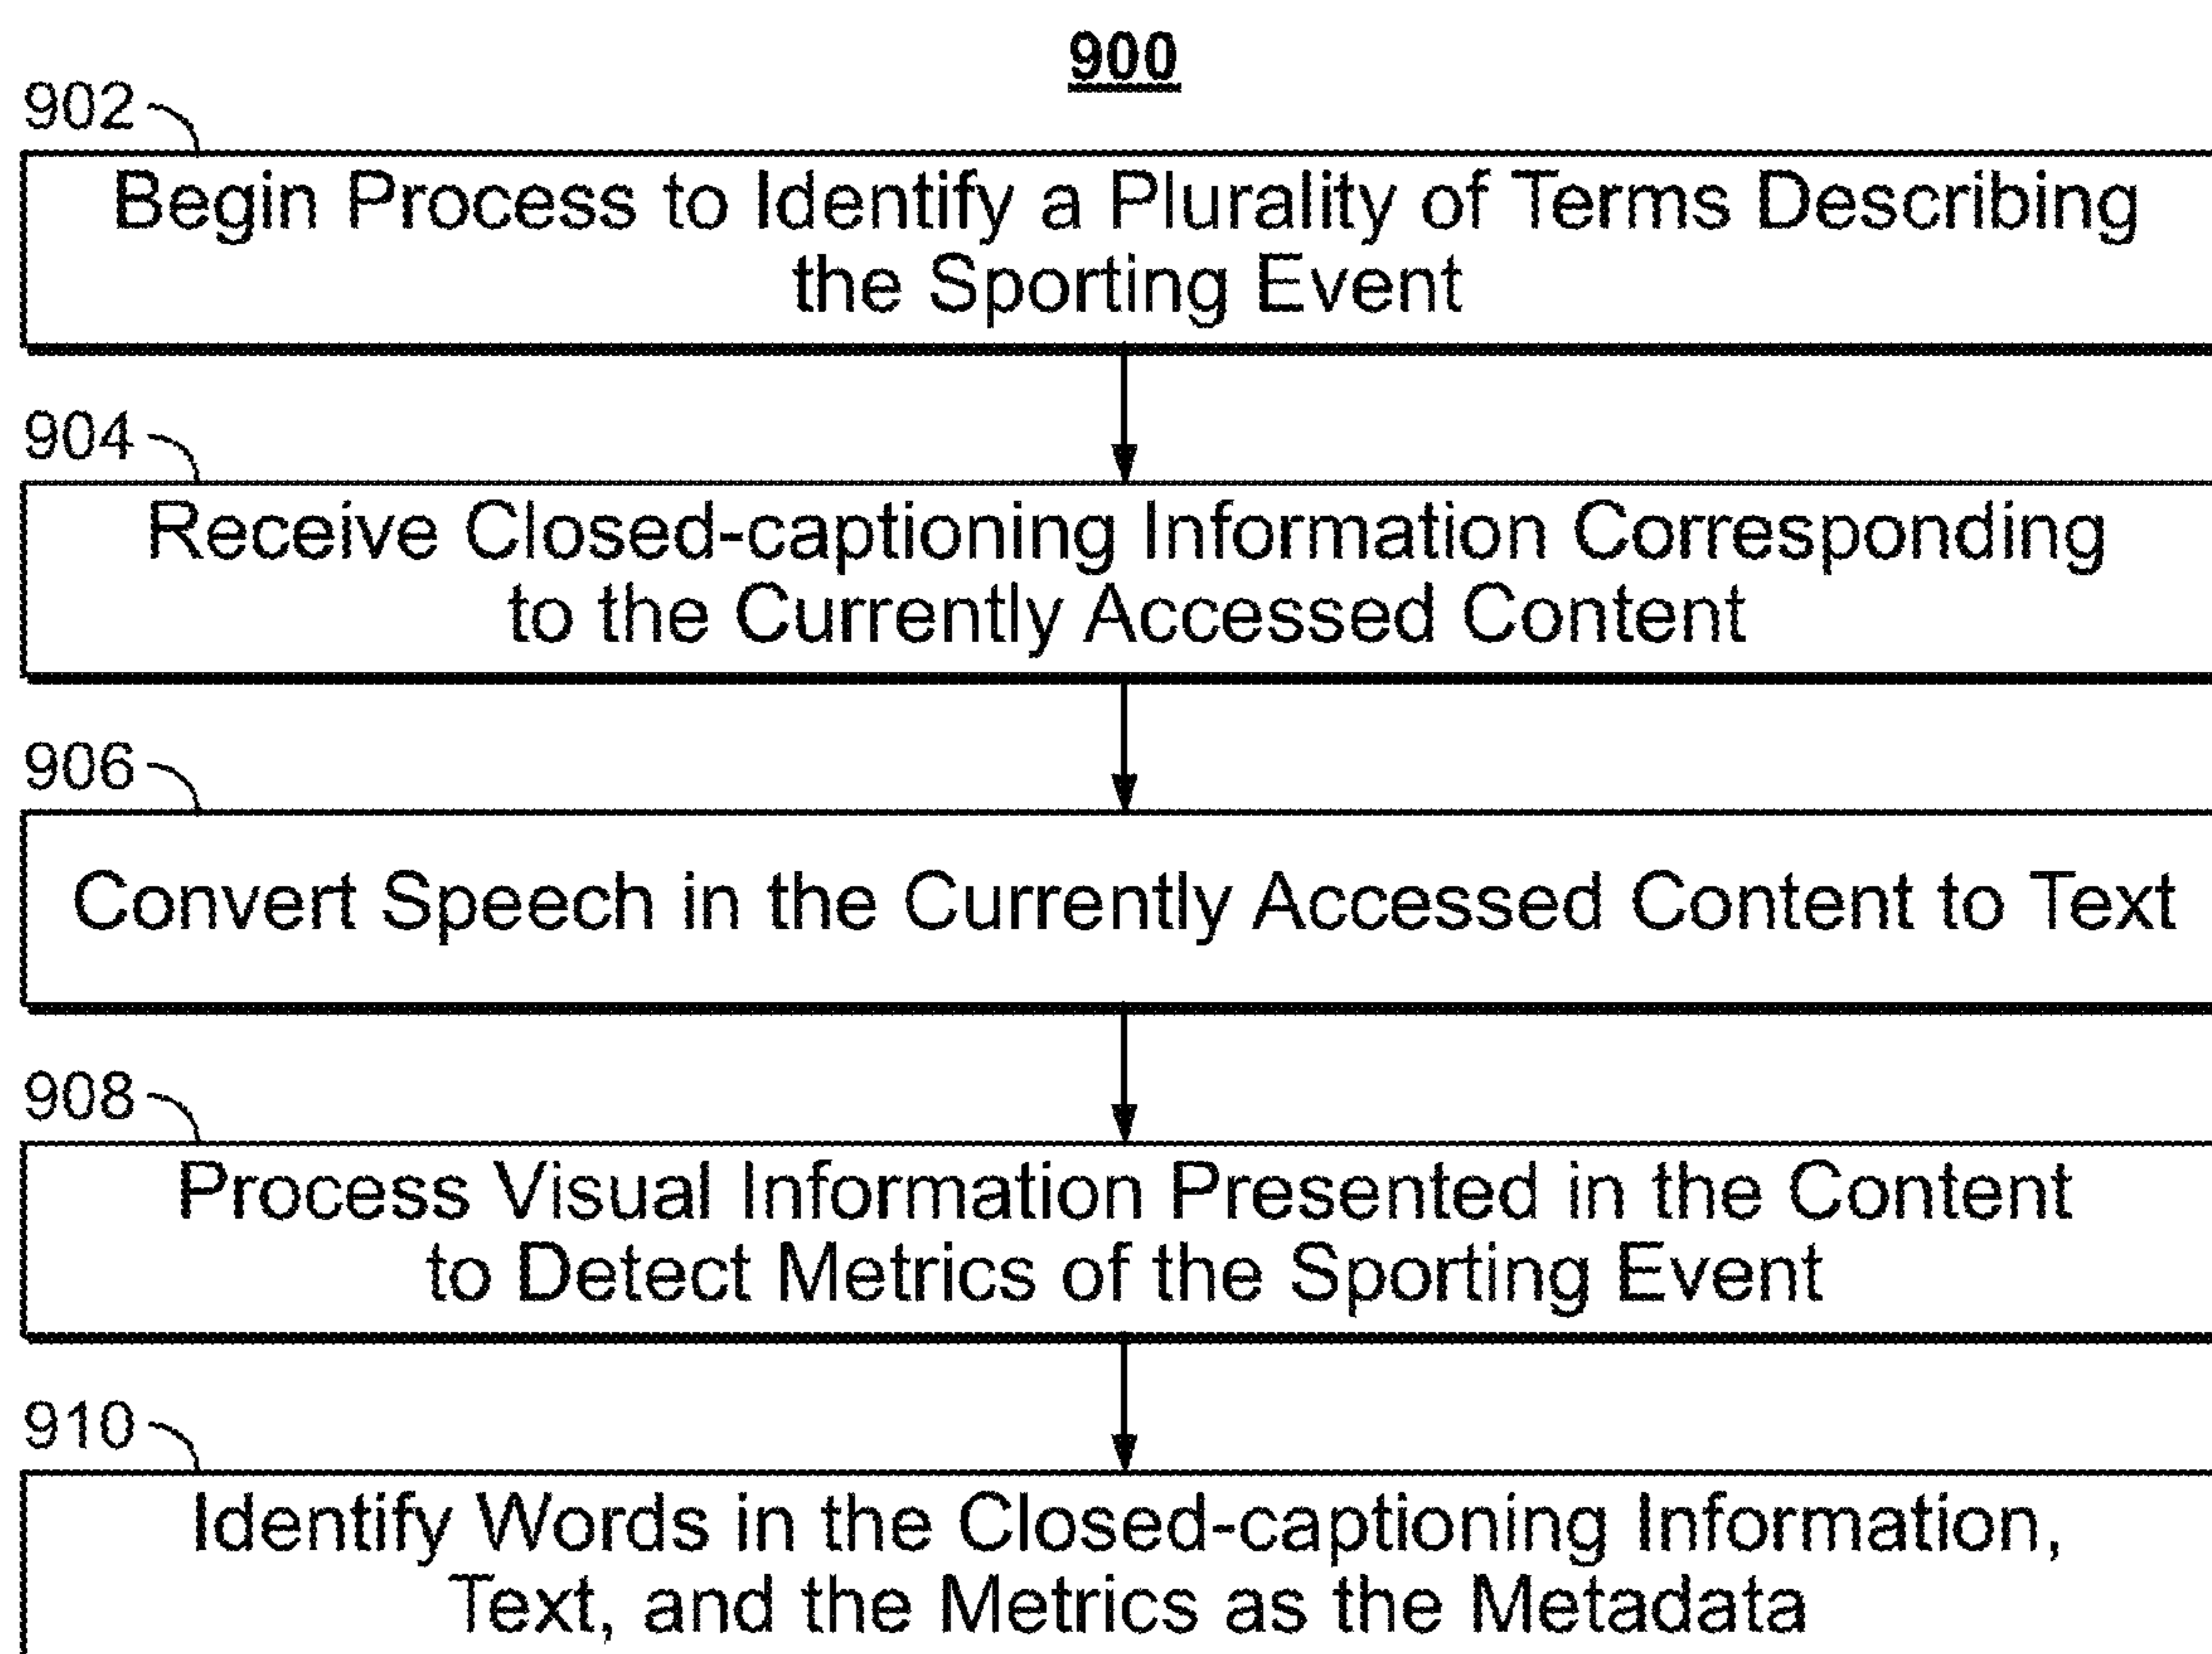 900
902
Begin Process to Identify a Plurality of Terms Describing
the Sporting Event
904
Receive Closed-captioning Information Corresponding
to the Currently Accessed Content
906
Convert Speech in the Currently Accessed Content to Text
908
Process Visual Information Presented in the Content
to Detect Metrics of the Sporting Event
910
Identify Words in the Closed-captioning Information,
Text, and the Metrics as the Metadata